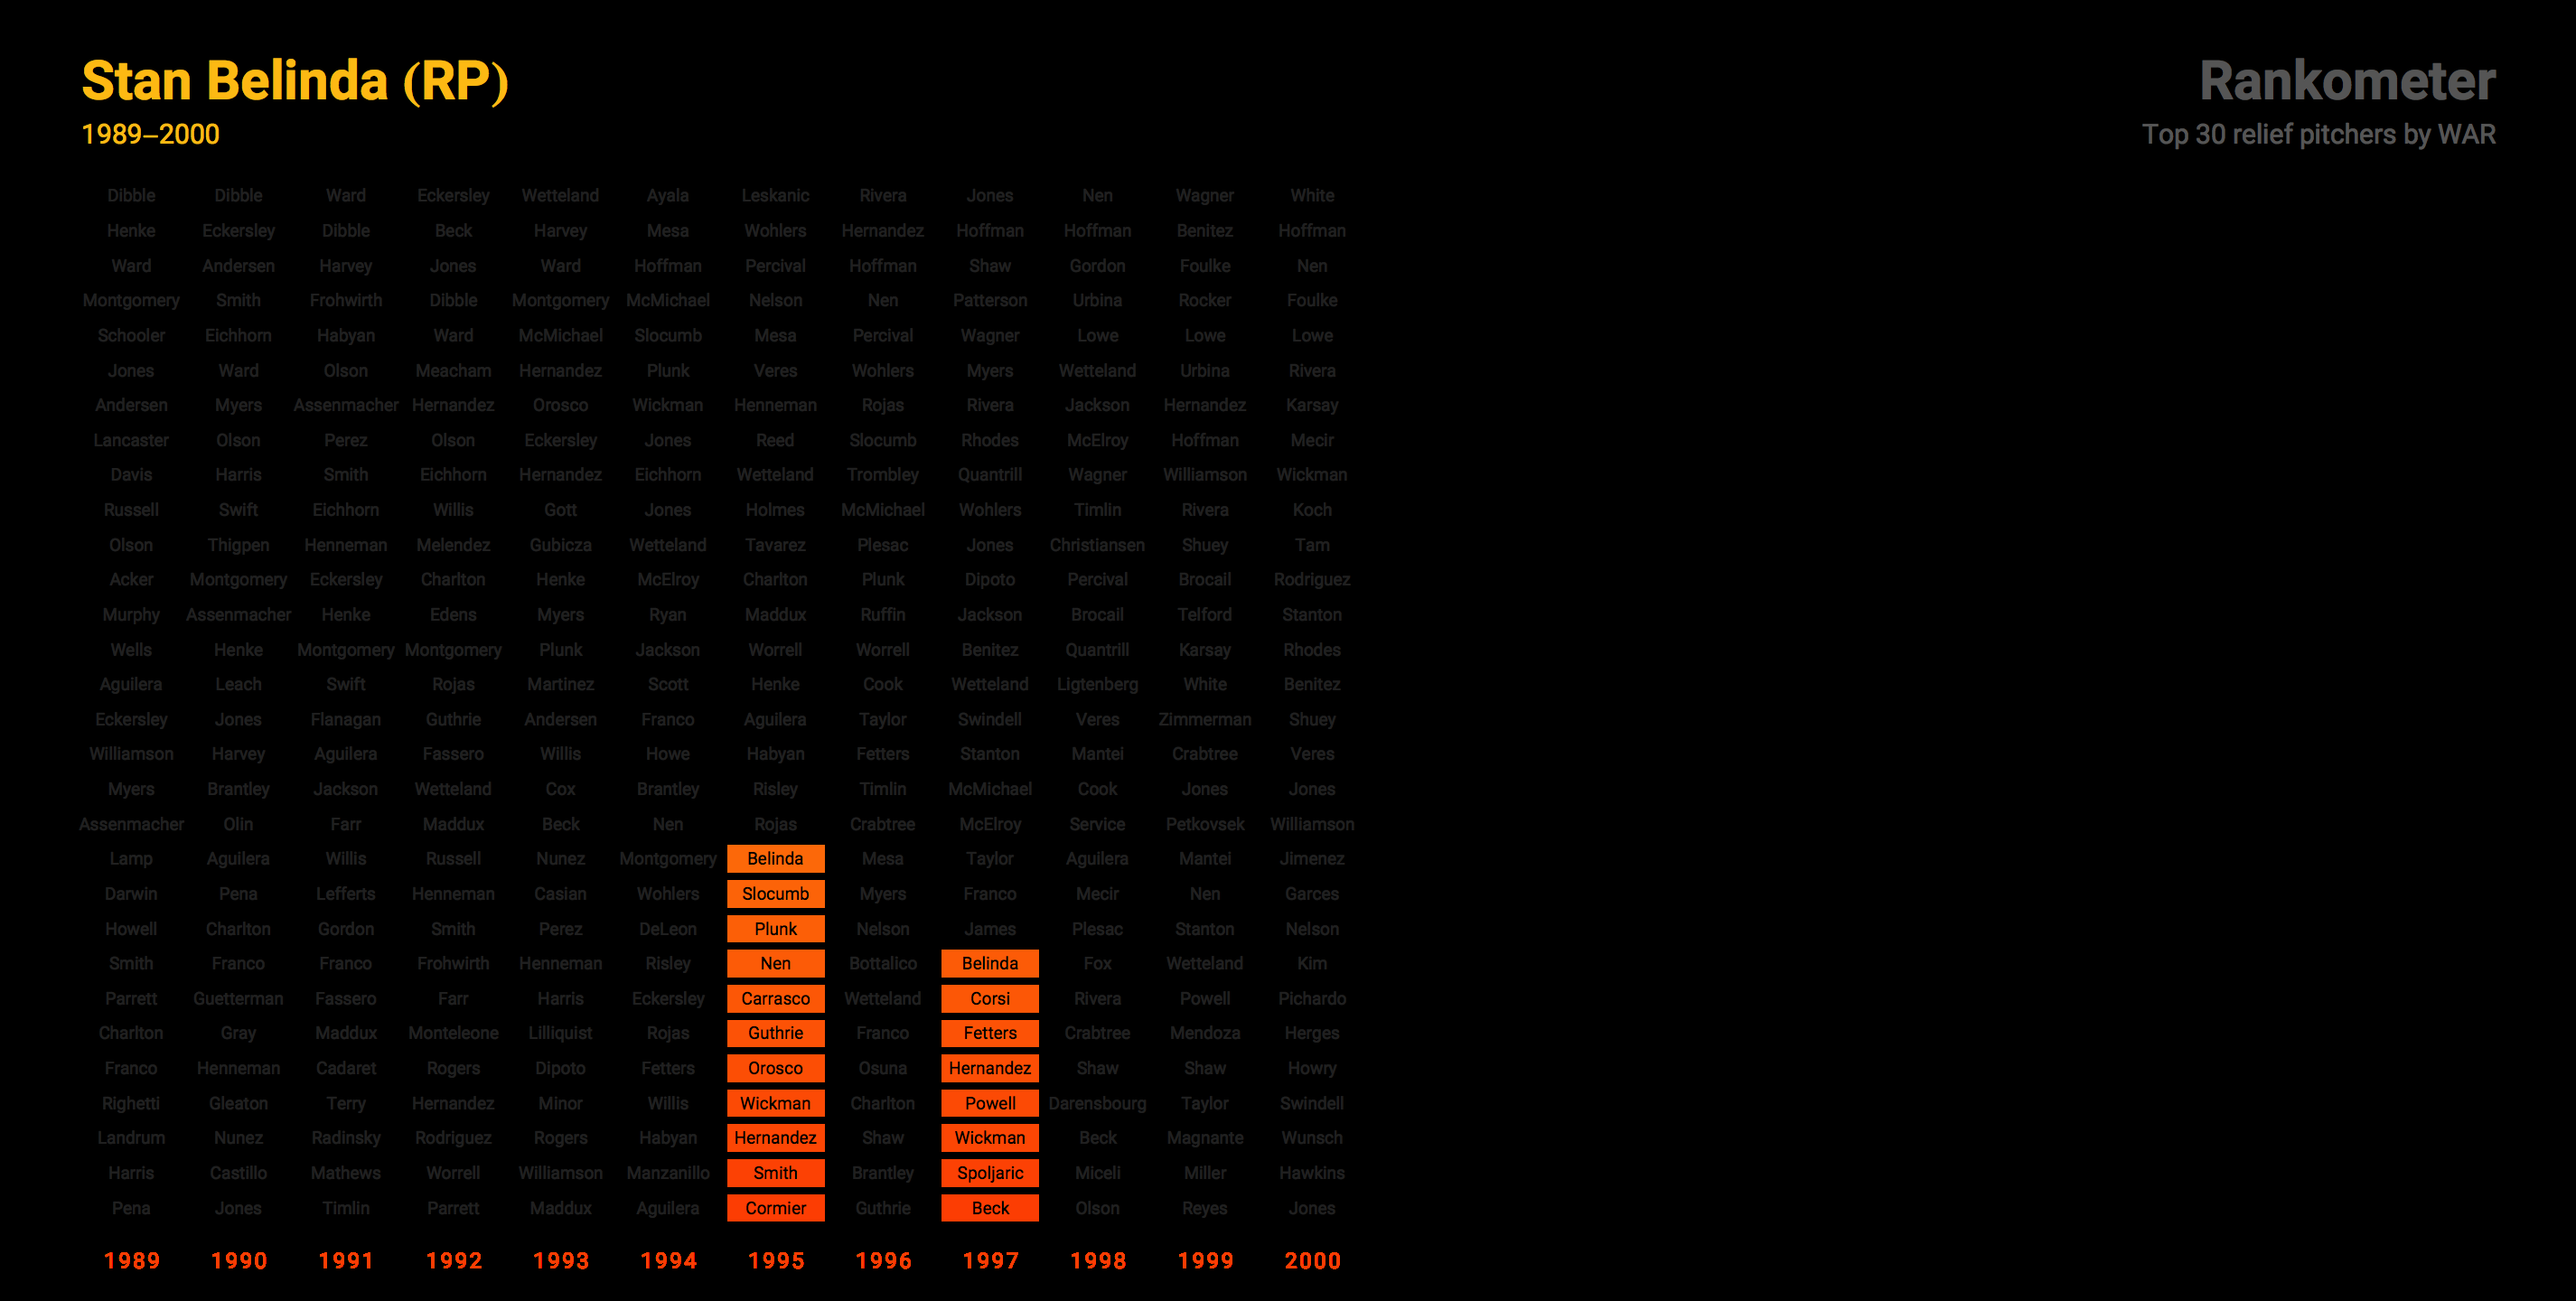 Stan Belinda (RP)
1989–2000
Rankometer
Top 30 relief pitchers by WAR
Dibble Dibble Ward Eckersley Wetteland Ayala Leskanic Rivera Jones Nen Wagner White
Henke Eckersley Dibble Beck Harvey Mesa Wohlers Hernandez Hoffman Hoffman Benitez Hoffman
Ward Andersen Harvey Jones Ward Hoffman Percival Hoffman Shaw Gordon Foulke Nen
Montgomery Smith Frohwirth Dibble Montgomery McMichael Nelson Nen Patterson Urbina Rocker Foulke
Schooler Eichhorn Habyan Ward McMichael Slocumb Mesa Percival Wagner Lowe Lowe Lowe
Jones Ward Olson Meacham Hernandez Plunk Veres Wohlers Myers Wetteland Urbina Rivera
Andersen Myers Assenmacher Hernandez Orosco Wickman Henneman Rojas Rivera Jackson Hernandez Karsay
Lancaster Olson Perez Olson Eckersley Jones Reed Slocumb Rhodes McElroy Hoffman Mecir
Davis Harris Smith Eichhorn Hernandez Eichhorn Wetteland Trombley Quantrill Wagner Williamson Wickman
Russell Swift Eichhorn Willis Gott Jones Holmes McMichael Wohlers Timlin Rivera Koch
Olson Thigpen Henneman Melendez Gubicza Wetteland Tavarez Plesac Jones Christiansen Shuey Tam
Acker Montgomery Eckersley Charlton Henke McElroy Charlton Plunk Dipoto Percival Brocail Rodriguez
Murphy Assenmacher Henke Edens Myers Ryan Maddux Ruffin Jackson Brocail Telford Stanton
Wells Henke Montgomery Montgomery Plunk Jackson Worrell Worrell Benitez Quantrill Karsay Rhodes
Aguilera Leach Swift Rojas Martinez Scott Henke Cook Wetteland Ligtenberg White Benitez
Eckersley Jones Flanagan Guthrie Andersen Franco Aguilera Taylor Swindell Veres Zimmerman Shuey
Williamson Harvey Aguilera Fassero Willis Howe Habyan Fetters Stanton Mantei Crabtree Veres
Myers Brantley Jackson Wetteland Cox Brantley Risley Timlin McMichael Cook Jones Jones
Assenmacher Olin Farr Maddux Beck Nen Rojas Crabtree McElroy Service Petkovsek Williamson
Lamp Aguilera Willis Russell Nunez Montgomery Belinda Mesa Taylor Aguilera Mantei Jimenez
Darwin Pena Lefferts Henneman Casian Wohlers Slocumb Myers Franco Mecir Nen Garces
Howell Charlton Gordon Smith Perez DeLeon Plunk Nelson James Plesac Stanton Nelson
Smith Franco Franco Frohwirth Henneman Risley Nen Bottalico Belinda Fox Wetteland Kim
Parrett Guetterman Fassero Farr Harris Eckersley Carrasco Wetteland Corsi Rivera Powell Pichardo
Charlton Gray Maddux Monteleone Lilliquist Rojas Guthrie Franco Fetters Crabtree Mendoza Herges
Franco Henneman Cadaret Rogers Dipoto Fetters Orosco Osuna Hernandez Shaw Shaw Howry
Righetti Gleaton Terry Hernandez Minor Willis Wickman Charlton Powell Darensbourg Taylor Swindell
Landrum Nunez Radinsky Rodriguez Rogers Habyan Hernandez Shaw Wickman Beck Magnante Wunsch
Harris Castillo Mathews Worrell Williamson Manzanillo Smith Brantley Spoljaric Miceli Miller Hawkins
Pena Jones Timlin Parrett Maddux Aguilera Cormier Guthrie Beck Olson Reyes Jones
1989 1990 1991 1992 1993 1994 1995 1996 1997 1998 1999 2000